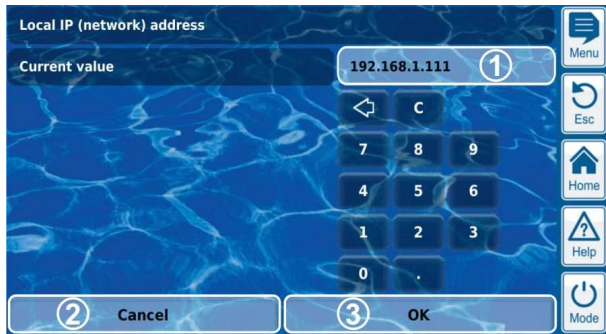 Local IP (network) address
Current value
192.168.1.111 1
C
7 8 9
4 5 6
1 2 3
0 .
2 Cancel
3 OK
Menu
Esc
Home
? Help
Mode